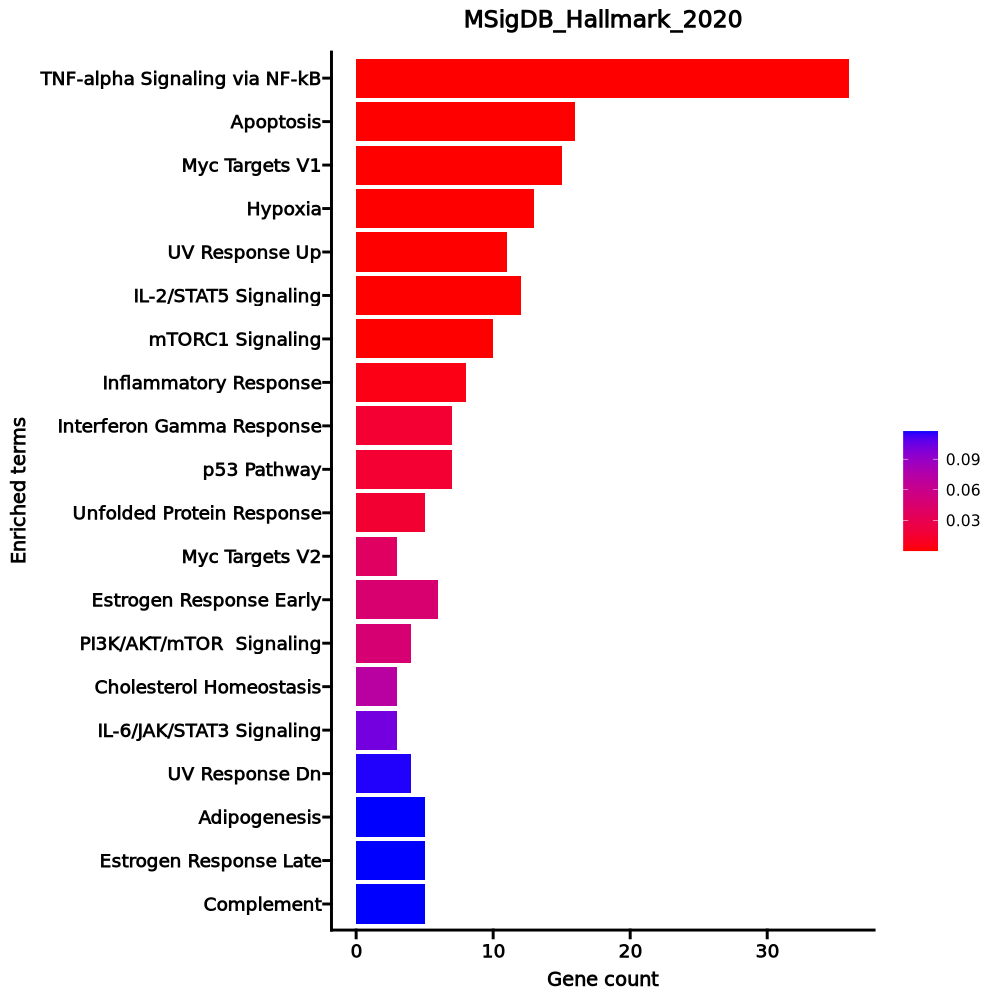 MSigDB_Hallmark_2020
TNF-alpha Signaling via NF-kB
Apoptosis
Myc Targets V1
Hypoxia
UV Response Up
IL-2/STAT5 Signaling
mTORC1 Signaling
Inflammatory Response
Interferon Gamma Response
p53 Pathway
Unfolded Protein Response
Myc Targets V2
Estrogen Response Early
PI3K/AKT/mTOR  Signaling
Cholesterol Homeostasis
IL-6/JAK/STAT3 Signaling
UV Response Dn
Adipogenesis
Estrogen Response Late
Complement
Enriched terms
0 10 20 30
Gene count
0.09
0.06
0.03